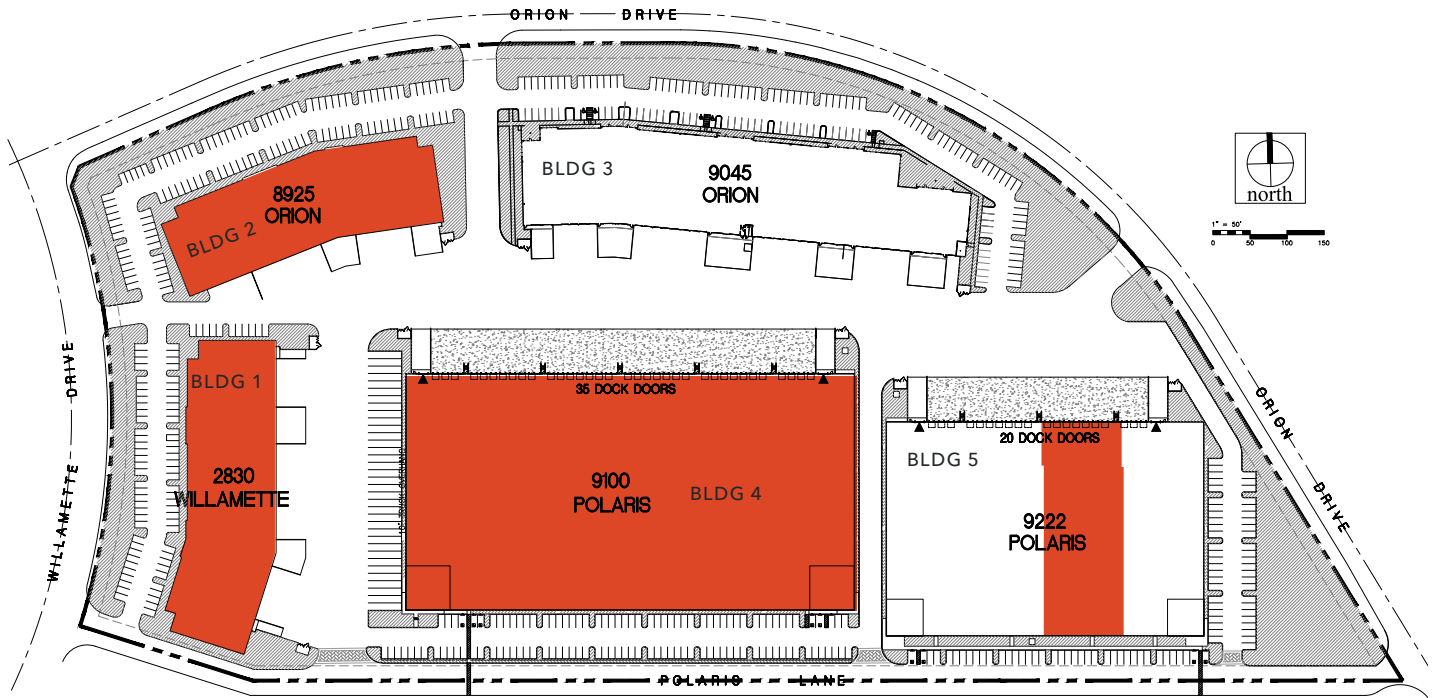 ORION DRIVE
BLDG 3
9045
ORION
8925
ORION
BLDG 2
north
1" = 50'
0 50 100 150
WILLAMETTE DRIVE
BLDG 1
2830
WILLAMETTE
35 DOCK DOORS
9100
POLARIS
BLDG 4
20 DOCK DOORS
BLDG 5
9222
POLARIS
ORION DRIVE
POLARIS LANE